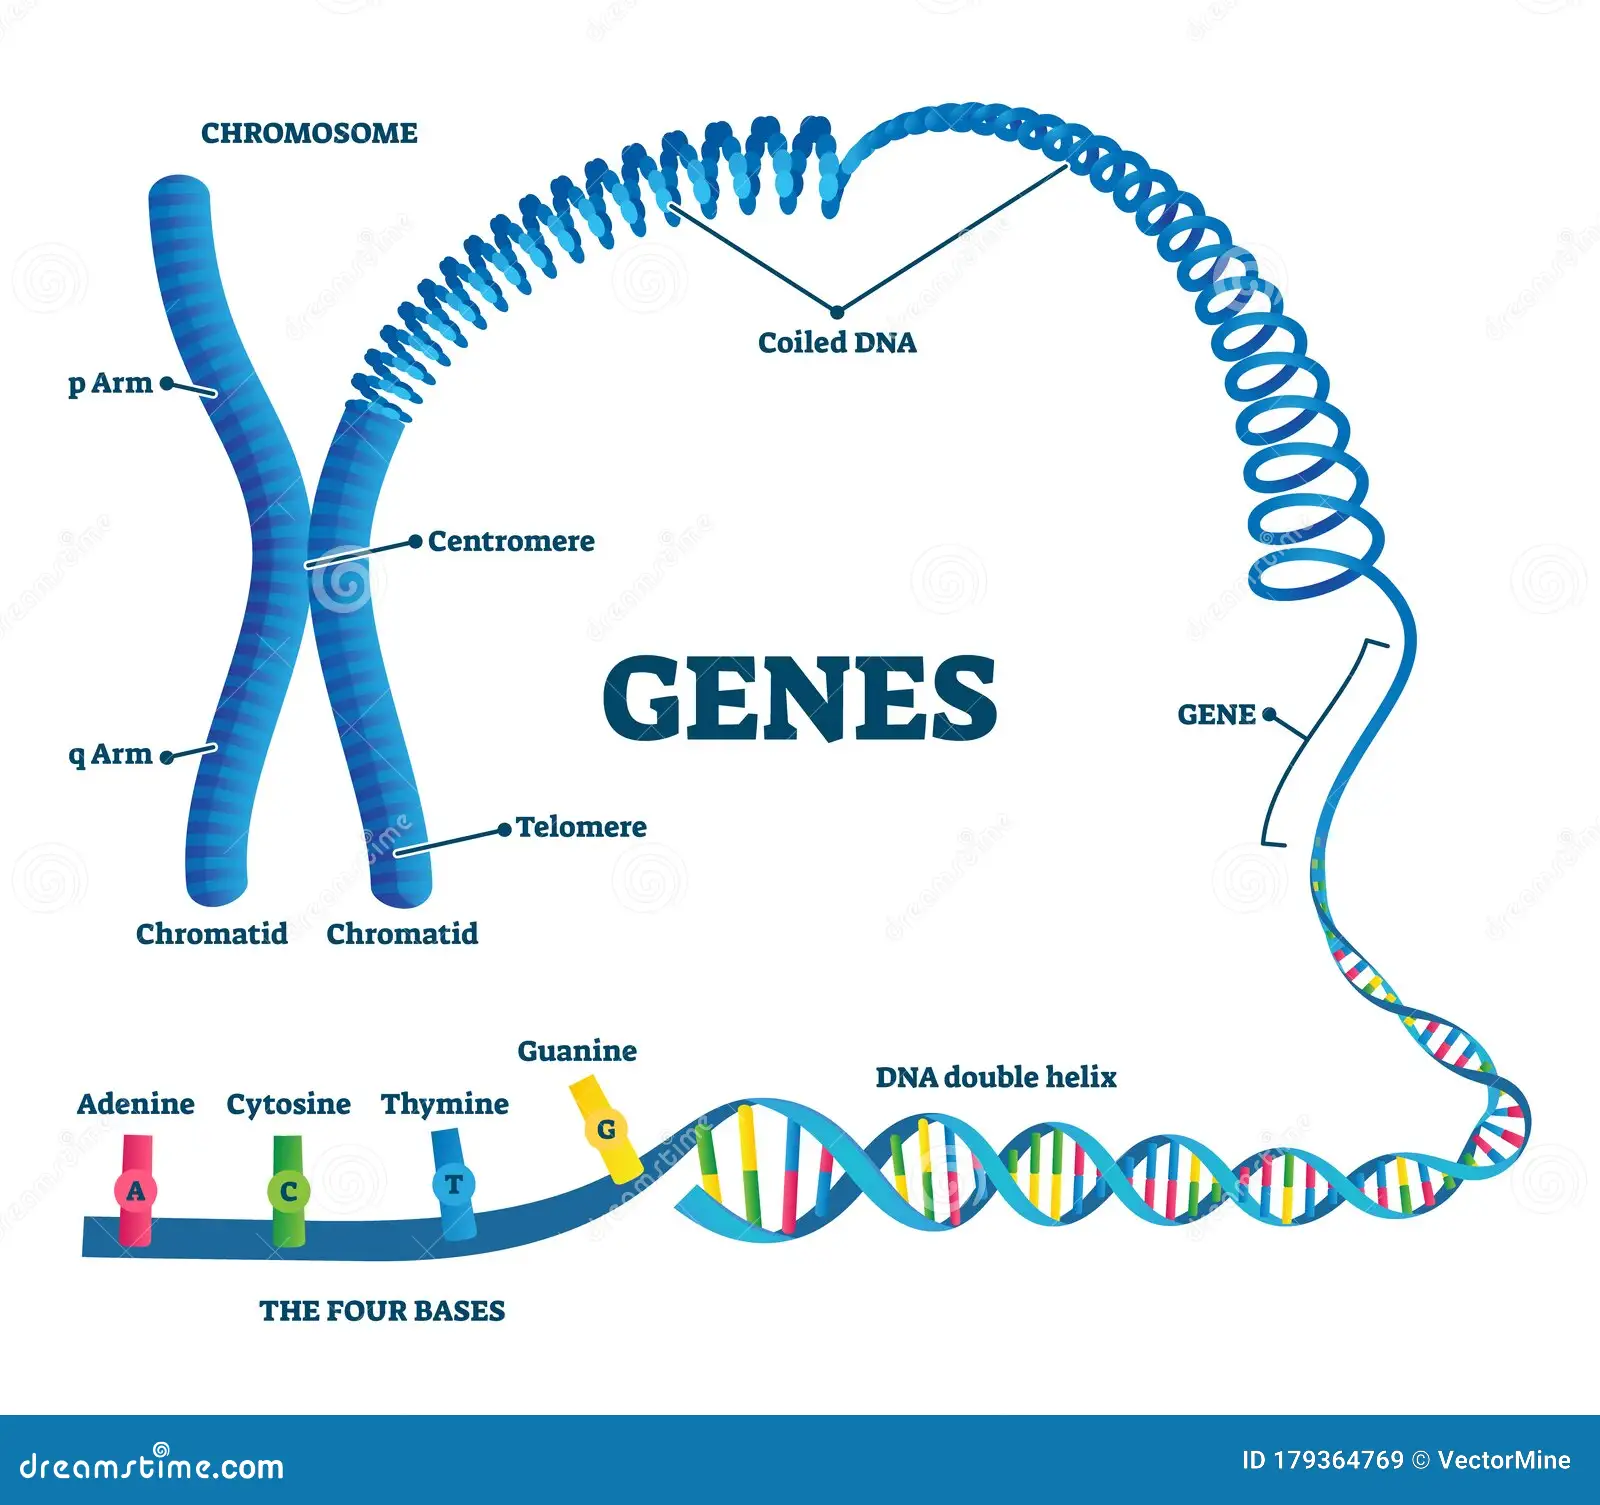 CHROMOSOME
p Arm
Coiled DNA
Centromere
GENES
GENE
q Arm
Telomere
Chromatid Chromatid
Guanine
DNA double helix
Adenine Cytosine Thymine
G
A C T
THE FOUR BASES
dreamstime.com
ID 179364769 © VectorMine